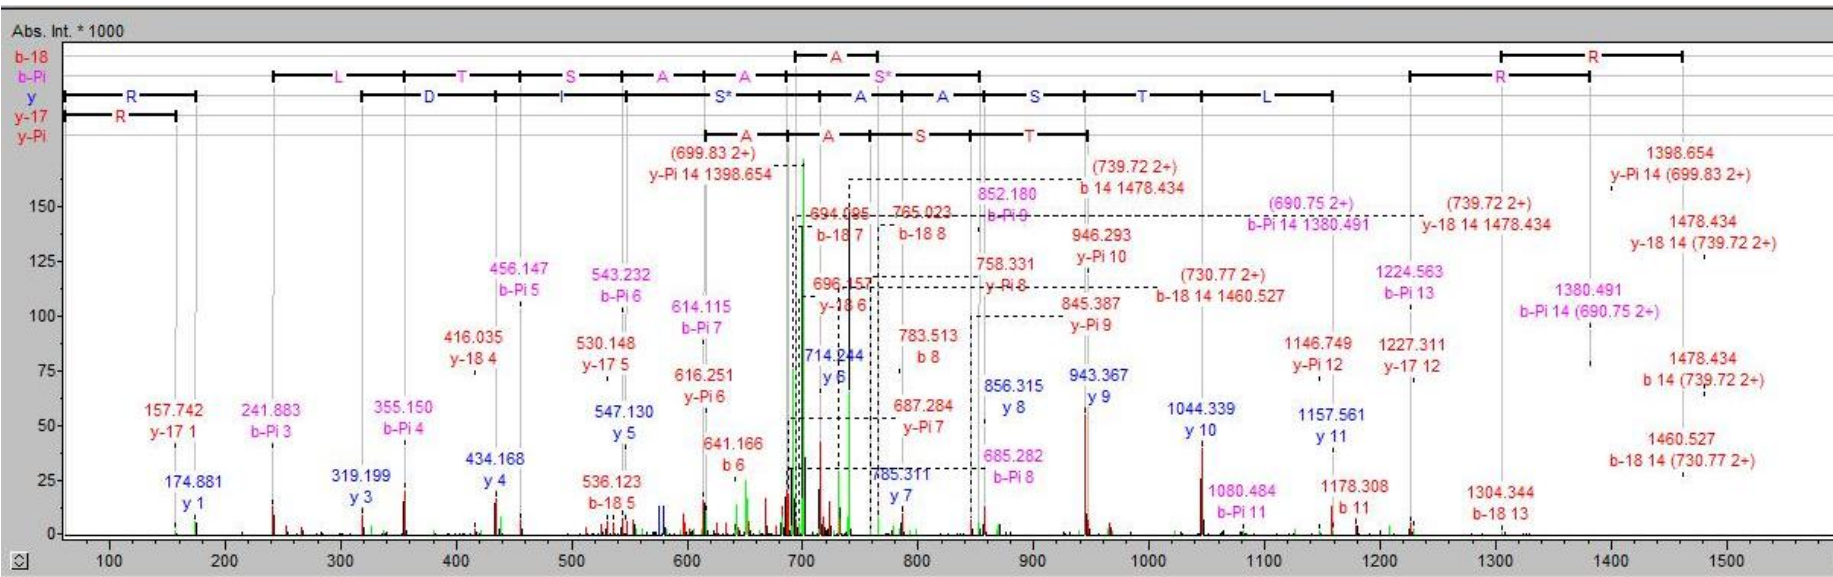 Abs. Int. * 1000
b-18 A R
b-Pi L T S A A S* R
y R D I S* A A S T L
y-17 R
y-Pi A A S T
(699.83 2+)
y-Pi 14 1398.654
(739.72 2+)
b 14 1478.434
1398.654
y-Pi 14 (699.83 2+)
852.180
b-Pi 9
(690.75 2+)
b-Pi 14 1380.491
(739.72 2+)
y-18 14 1478.434
150
694.095
b-18 7
765.023
b-18 8
946.293
y-Pi 10
1478.434
y-18 14 (739.72 2+)
125
456.147
b-Pi 5
543.232
b-Pi 6
758.331
y-Pi 8
(730.77 2+)
b-18 14 1460.527
1224.563
b-Pi 13
1380.491
b-Pi 14 (690.75 2+)
696.157
y-18 6
845.387
y-Pi 9
100
614.115
b-Pi 7
416.035
y-18 4
530.148
y-17 5
783.513
b 8
714.244
y 6
1146.749
y-Pi 12
1227.311
y-17 12
1478.434
b 14 (739.72 2+)
75
616.251
y-Pi 6
856.315
y 8
943.367
y 9
157.742
y-17 1
241.883
b-Pi 3
355.150
b-Pi 4
547.130
y 5
687.284
y-Pi 7
1044.339
y 10
1157.561
y 11
50
641.166
b 6
1460.527
b-18 14 (730.77 2+)
174.881
y 1
319.199
y 3
434.168
y 4
536.123
b-18 5
785.311
y 7
685.282
b-Pi 8
1080.484
b-Pi 11
1178.308
b 11
1304.344
b-18 13
25
0
100 200 300 400 500 600 700 800 900 1000 1100 1200 1300 1400 1500